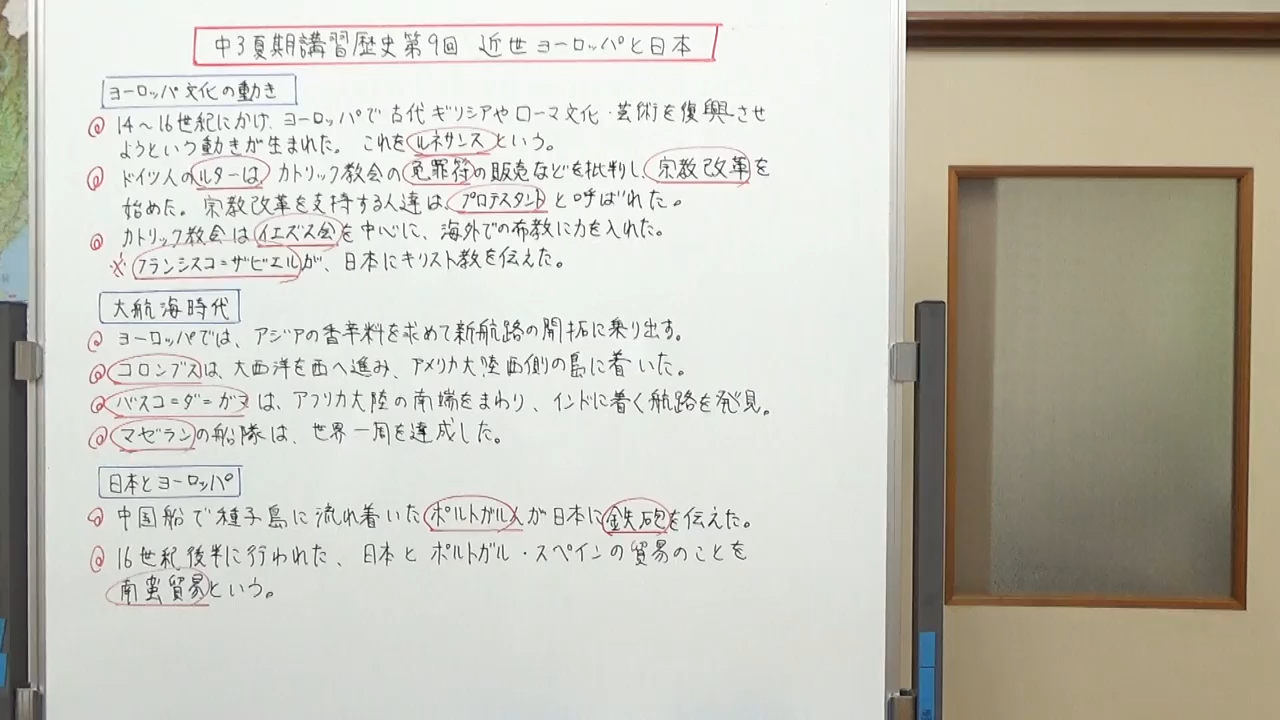 中3夏期講習歴史第9回 近世ヨーロッパと日本
ヨーロッパ文化の動き
14～16世紀にかけ、ヨーロッパで古代ギリシアやローマ文化・芸術を復興させ
ようという動きが生まれた。これをルネサンスという。
ドイツ人のルターは、カトリック教会の免罪符の販売などを批判し、宗教改革を
始めた。宗教改革を支持する人達は、プロテスタントと呼ばれた。
カトリック教会はイエズス会を中心に、海外での布教に力を入れた。
※フランシスコ=ザビエルが、日本にキリスト教を伝えた。
大航海時代
ヨーロッパでは、アジアの香辛料を求めて新航路の開拓に乗り出す。
コロンブスは、大西洋を西へ進み、アメリカ大陸西側の島に着いた。
バスコ=ダ=ガマは、アフリカ大陸の南端をまわり、インドに着く航路を発見。
マゼランの船隊は、世界一周を達成した。
日本とヨーロッパ
中国船で種子島に流れ着いたポルトガル人が日本に鉄砲を伝えた。
16世紀後半に行われた、日本とポルトガル・スペインの貿易のことを
南蛮貿易という。